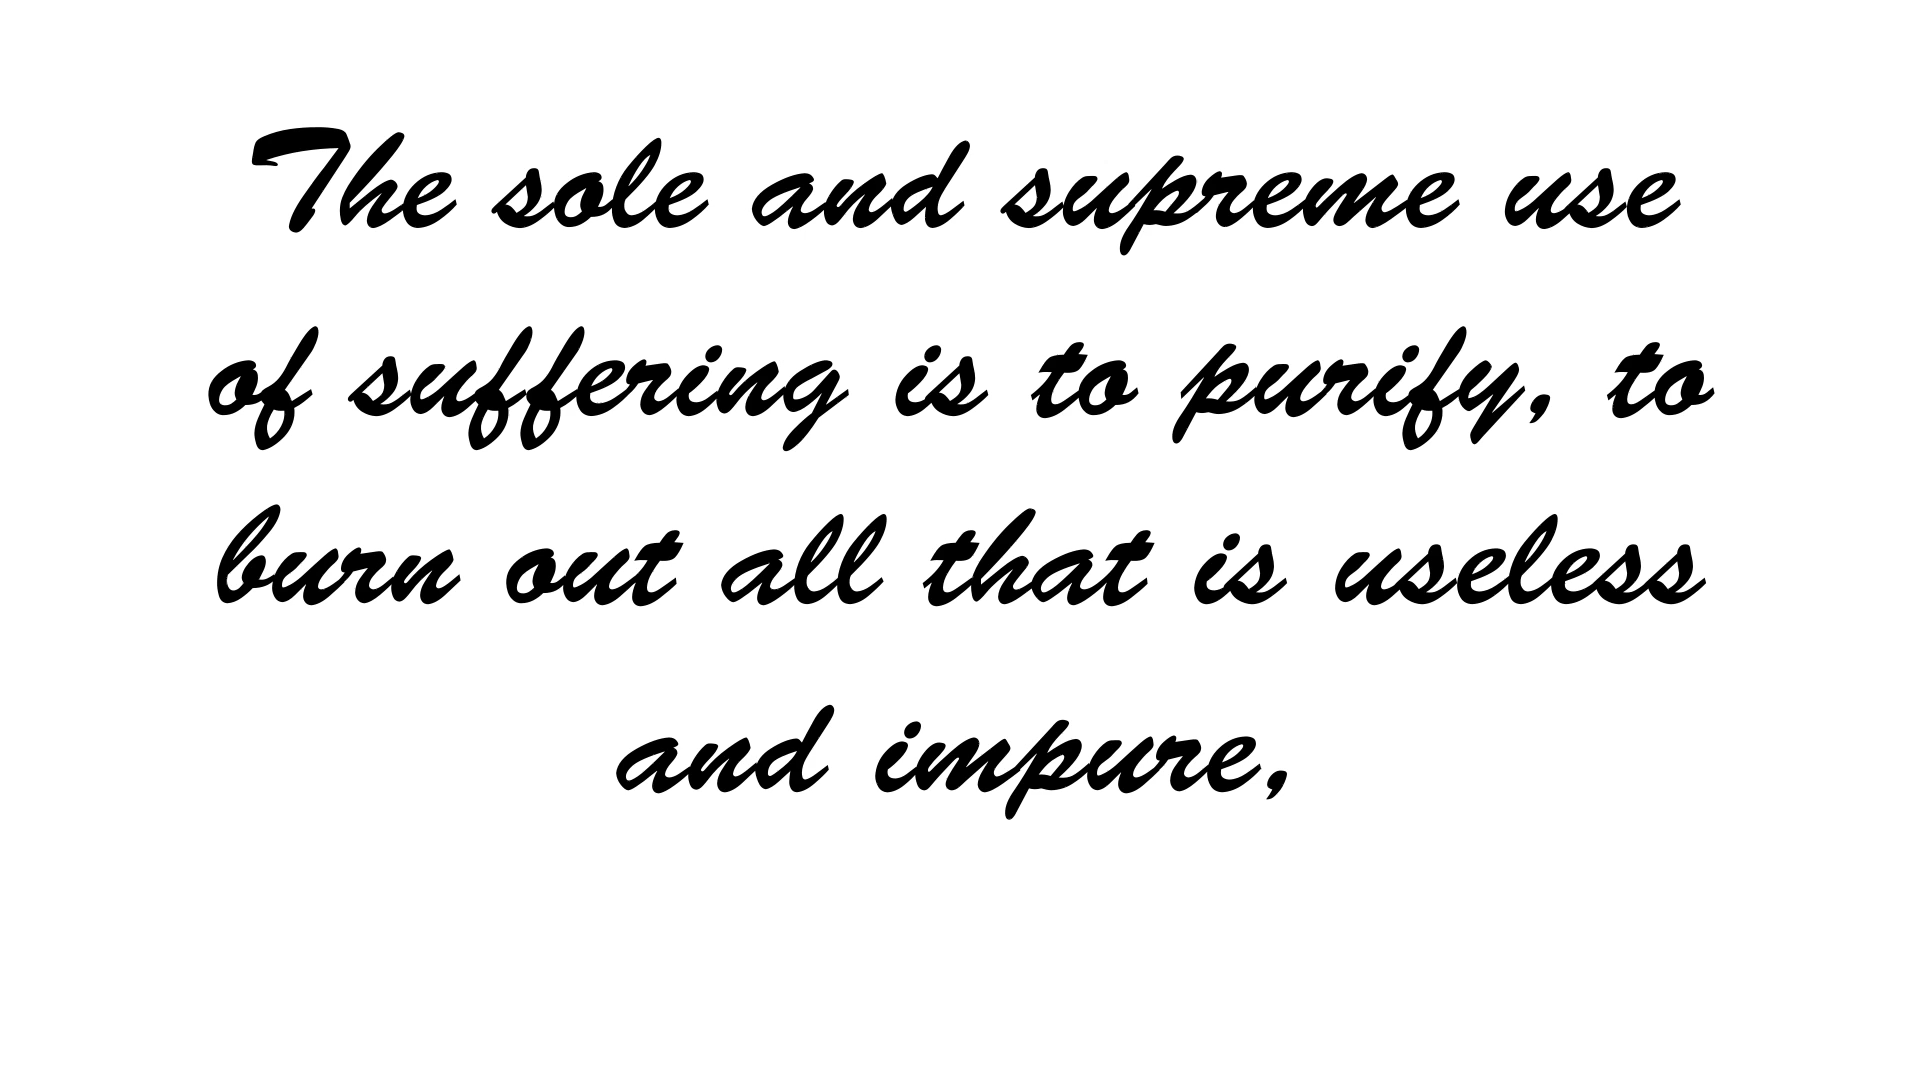 The sole and supreme use
of suffering is to purify, to
burn out all that is useless
and impure,